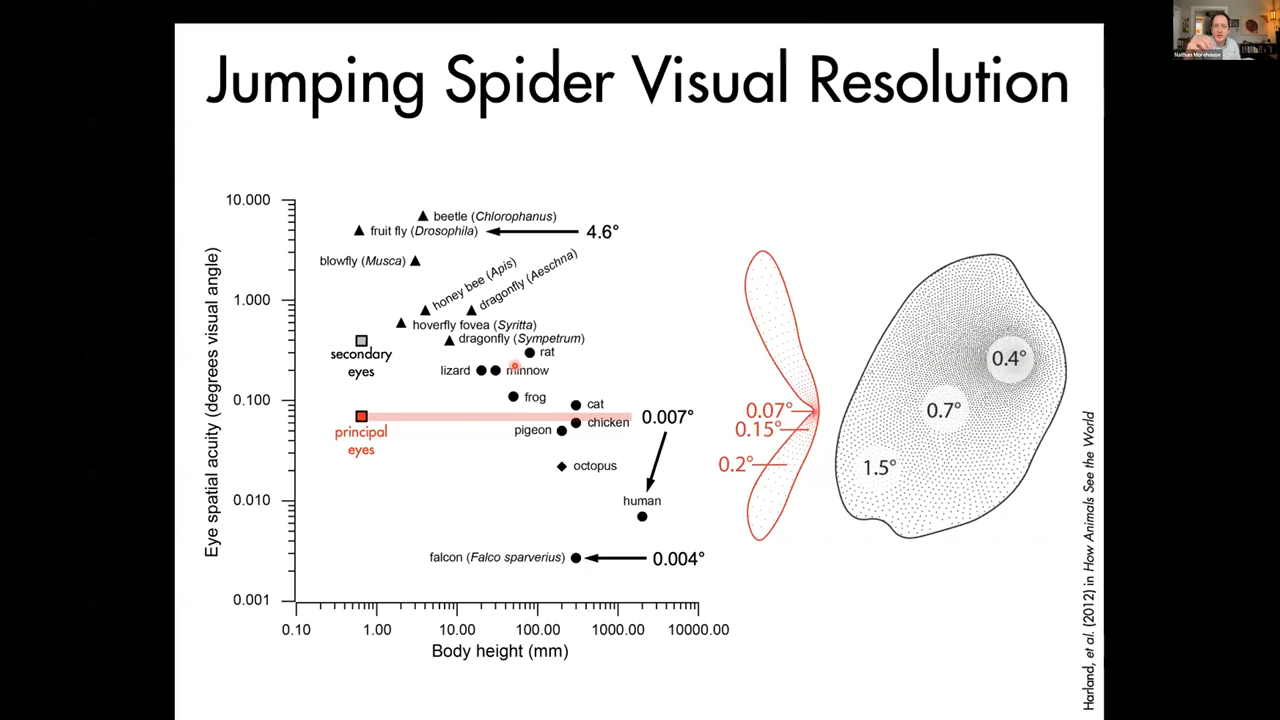 Jumping Spider Visual Resolution
Nathan Morehouse
Eye spatial acuity (degrees visual angle)
10.000
1.000
0.100
0.010
0.001
beetle (Chlorophanus)
fruit fly (Drosophila)
4.6°
blowfly (Musca)
honey bee (Apis)
dragonfly (Aeschna)
hoverfly fovea (Syritta)
dragonfly (Sympetrum)
secondary
eyes
rat
lizard
minnow
frog
cat
chicken
0.007°
principal
eyes
pigeon
octopus
human
falcon (Falco sparverius)
0.004°
0.10
1.00
10.00
100.00
1000.00
10000.00
Body height (mm)
0.07°
0.15°
0.2°
0.4°
0.7°
1.5°
Harland, et al. (2012) in How Animals See the World